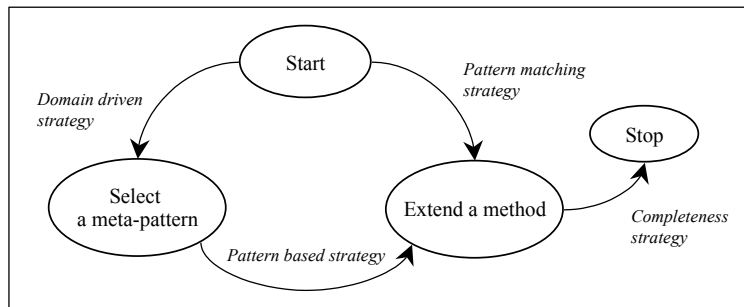 Start
Domain driven
strategy
Pattern matching
strategy
Stop
Select
a meta-pattern
Extend a method
Pattern based strategy
Completeness
strategy